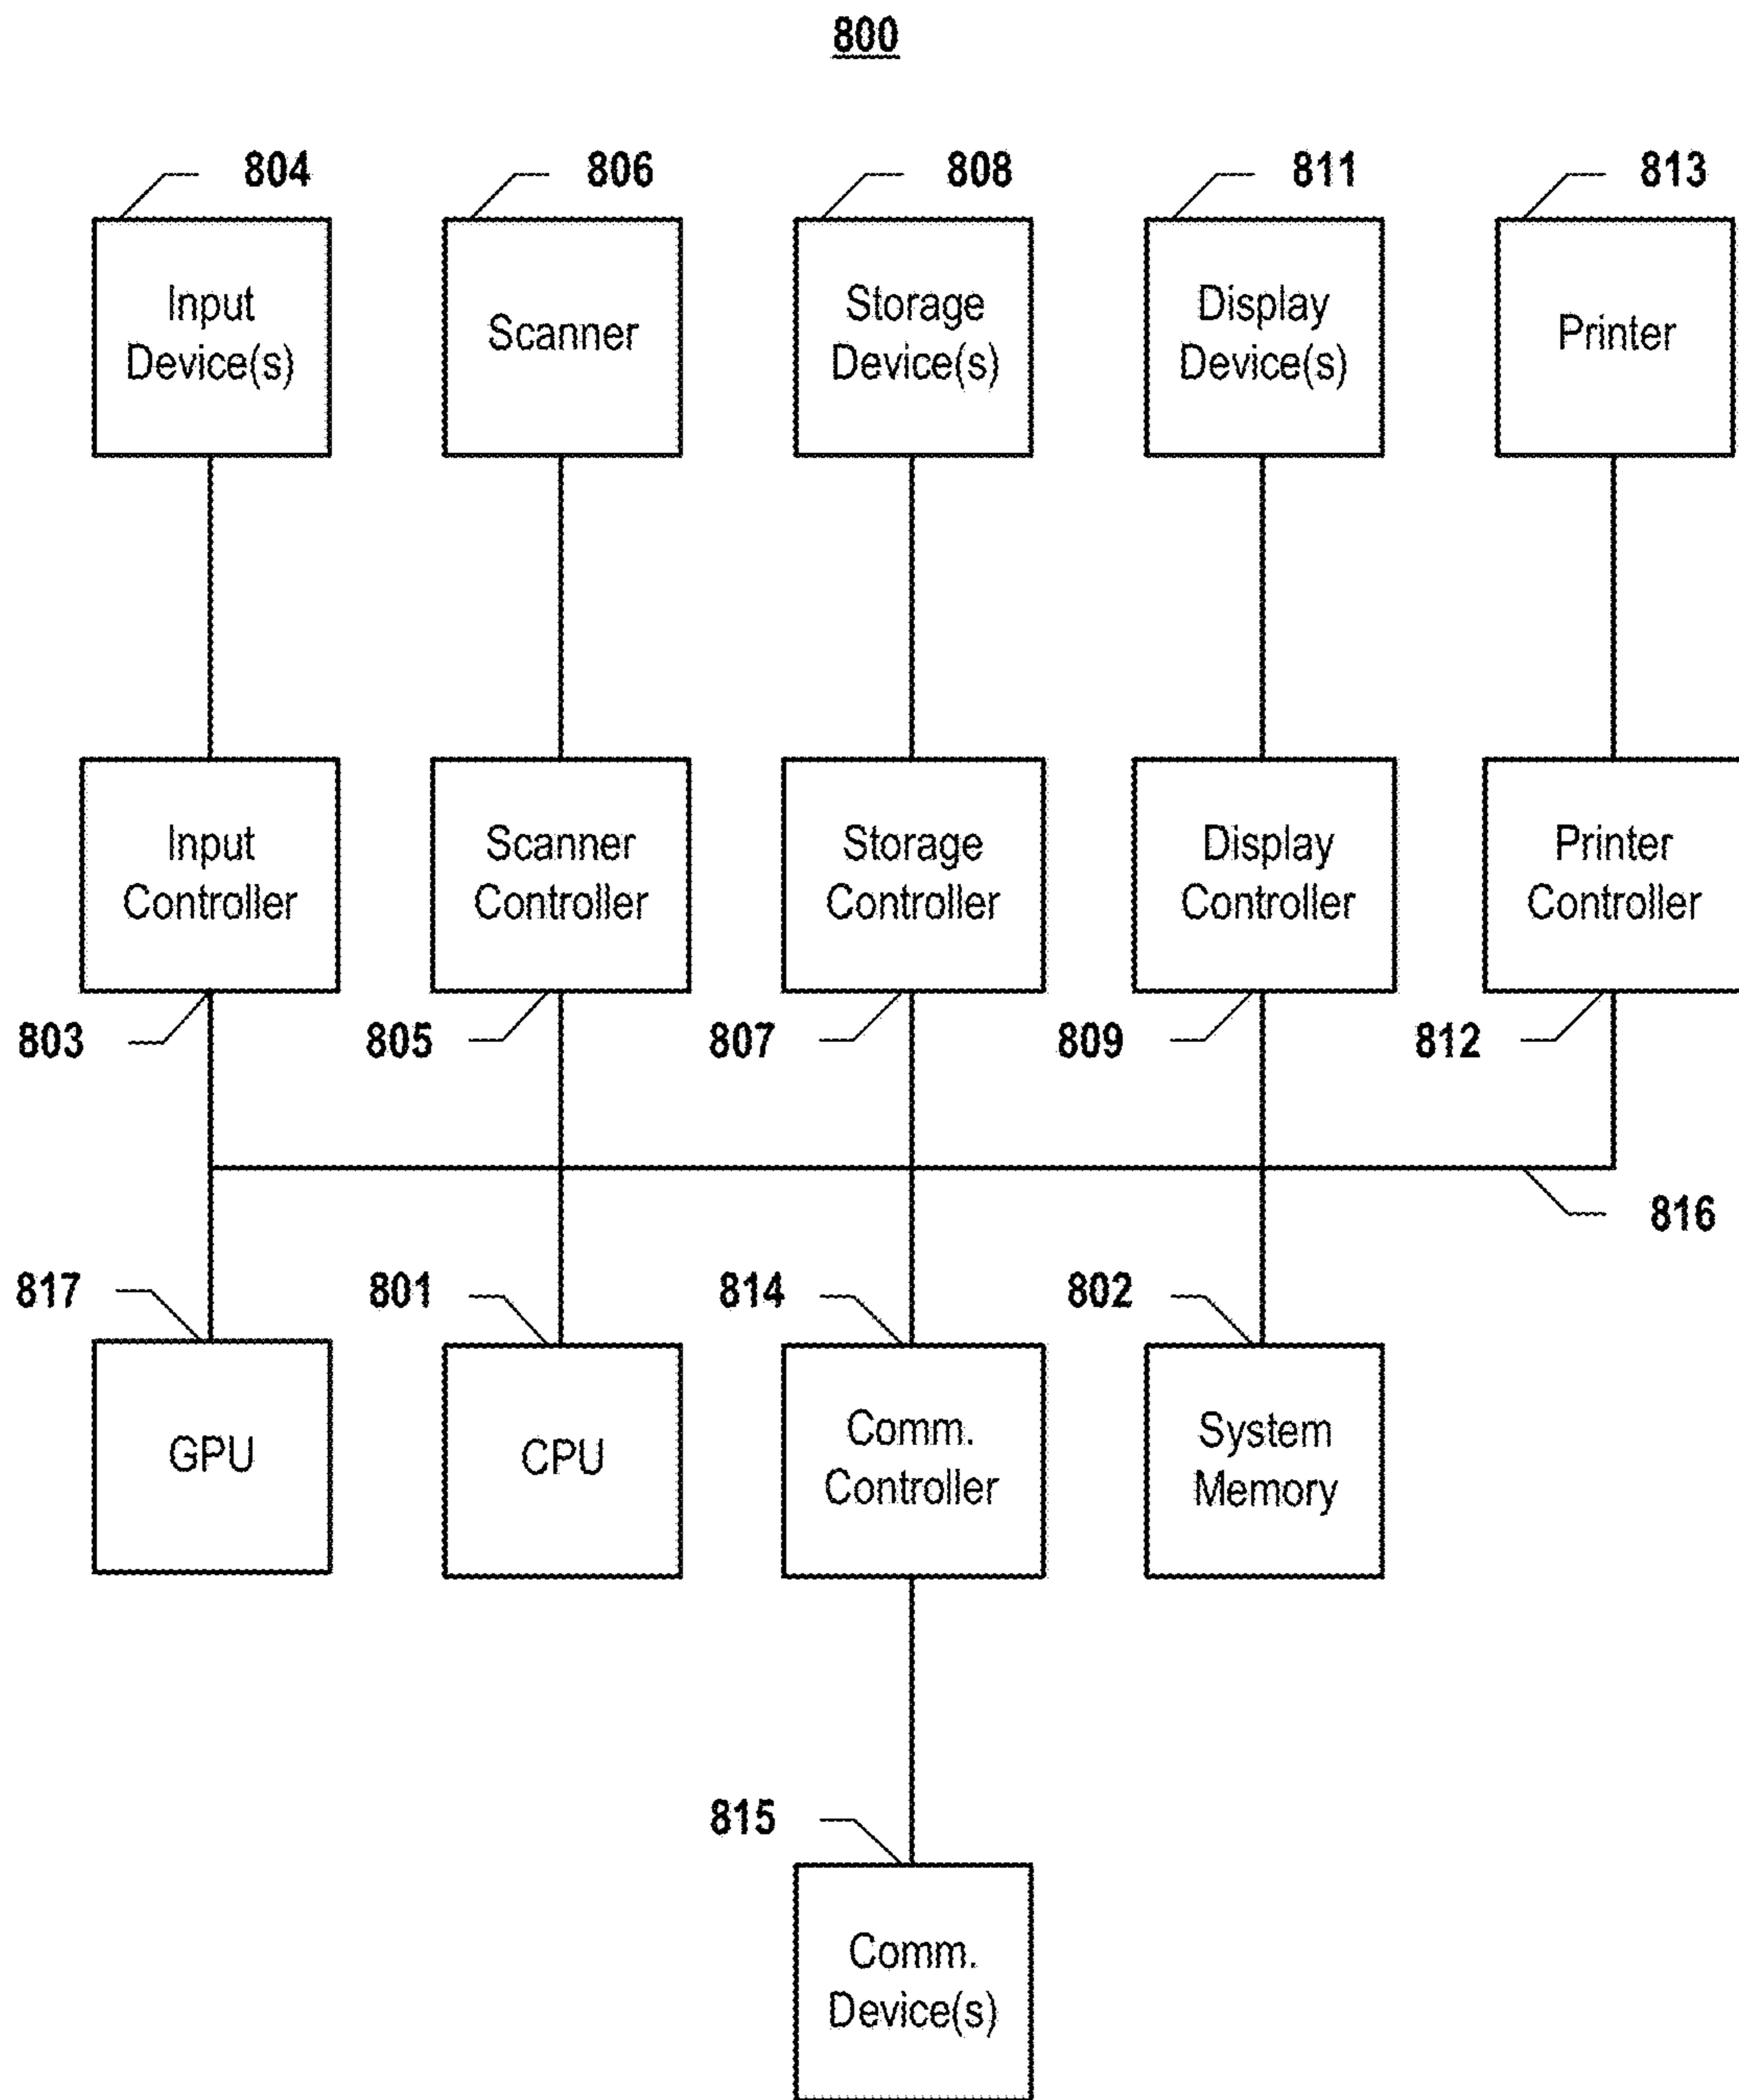 800
804
806
808
811
813
Input
Device(s)
Scanner
Storage
Device(s)
Display
Device(s)
Printer
Input
Controller
Scanner
Controller
Storage
Controller
Display
Controller
Printer
Controller
803
805
807
809
812
816
817
801
814
802
GPU
CPU
Comm.
Controller
System
Memory
815
Comm.
Device(s)